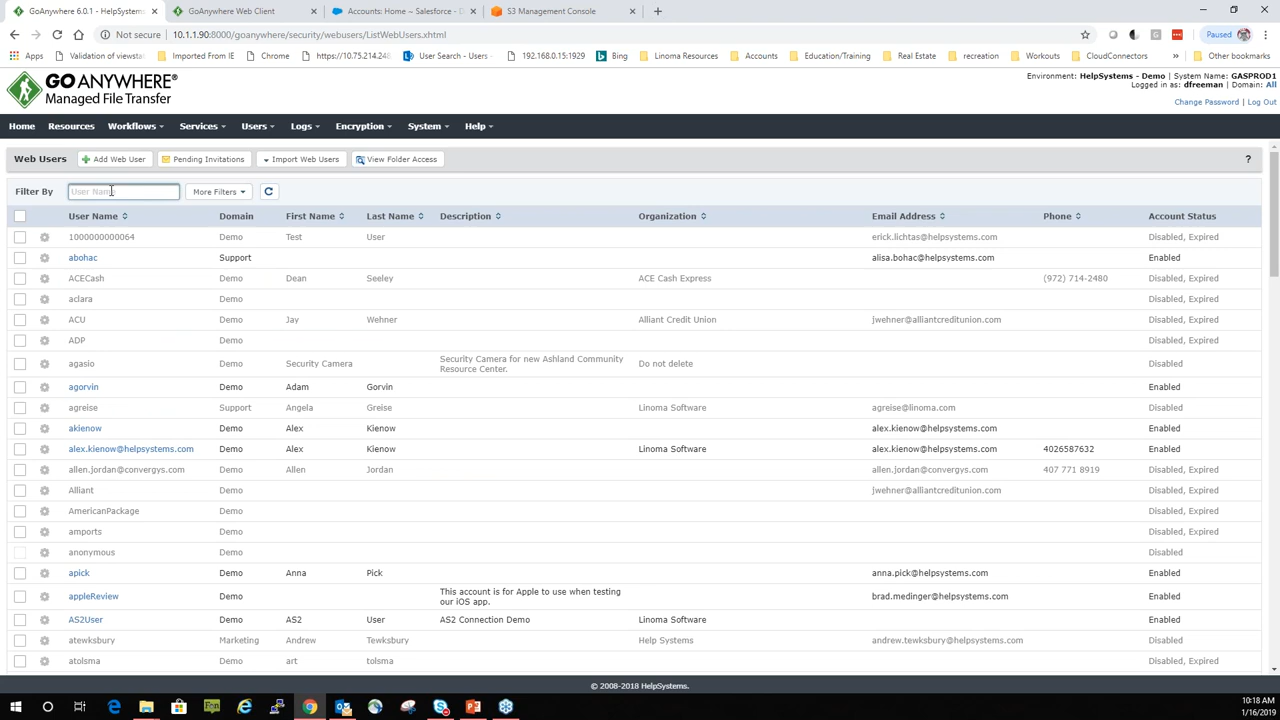 GoAnywhere 6.0.1 - HelpSystems
GoAnywhere Web Client
Accounts: Home ~ Salesforce - D
S3 Management Console
Not secure
10.1.1.90:8000/goanywhere/security/webusers/ListWebUsers.xhtml
Paused
Apps
Validation of viewsta
Imported From IE
Chrome
https://10.75.214.248
User Search - Users -
192.168.0.15:1929
Bing
Linoma Resources
Accounts
Education/Training
Real Estate
recreation
Workouts
CloudConnectors
»
Other bookmarks
GO ANYWHERE®
Managed File Transfer
Environment: HelpSystems - Demo | System Name: GASPROD1
Logged in as: dfreeman | Domain: All
Change Password | Log Out
Home Resources Workflows Services Users Logs Encryption System Help
Web Users Add Web User Pending Invitations Import Web Users View Folder Access ?
Filter By User Name More Filters
User Name Domain First Name Last Name Description Organization Email Address Phone Account Status
1000000000064 Demo Test User erick.lichtas@helpsystems.com Disabled, Expired
abohac Support alisa.bohac@helpsystems.com Enabled
ACECash Demo Dean Seeley ACE Cash Express (972) 714-2480 Disabled, Expired
aclara Demo Disabled, Expired
ACU Demo Jay Wehner Alliant Credit Union jwehner@alliantcreditunion.com Disabled, Expired
ADP Demo Disabled, Expired
agasio Demo Security Camera Security Camera for new Ashland Community Do not delete Disabled
Resource Center.
agorvin Demo Adam Gorvin Enabled
agreise Support Angela Greise Linoma Software agreise@linoma.com Disabled, Expired
akienow Demo Alex Kienow alex.kienow@helpsystems.com Enabled
alex.kienow@helpsystems.com Demo Alex Kienow Linoma Software alex.kienow@helpsystems.com 4026587632 Enabled
allen.jordan@convergys.com Demo Allen Jordan allen.jordan@convergys.com 407 771 8919 Disabled, Expired
Alliant Demo jwehner@alliantcreditunion.com Disabled, Expired
AmericanPackage Demo Disabled, Expired
amports Demo Disabled, Expired
anonymous Demo Disabled
apick Demo Anna Pick anna.pick@helpsystems.com Enabled
appleReview Demo This account is for Apple to use when testing brad.medinger@helpsystems.com Enabled
our iOS app.
AS2User Demo AS2 User AS2 Connection Demo Linoma Software Enabled
atewksbury Marketing Andrew Tewksbury Help Systems andrew.tewksbury@helpsystems.com Disabled
atolsma Demo art tolsma Disabled, Expired
© 2008-2018 HelpSystems.
10:18 AM
1/16/2019